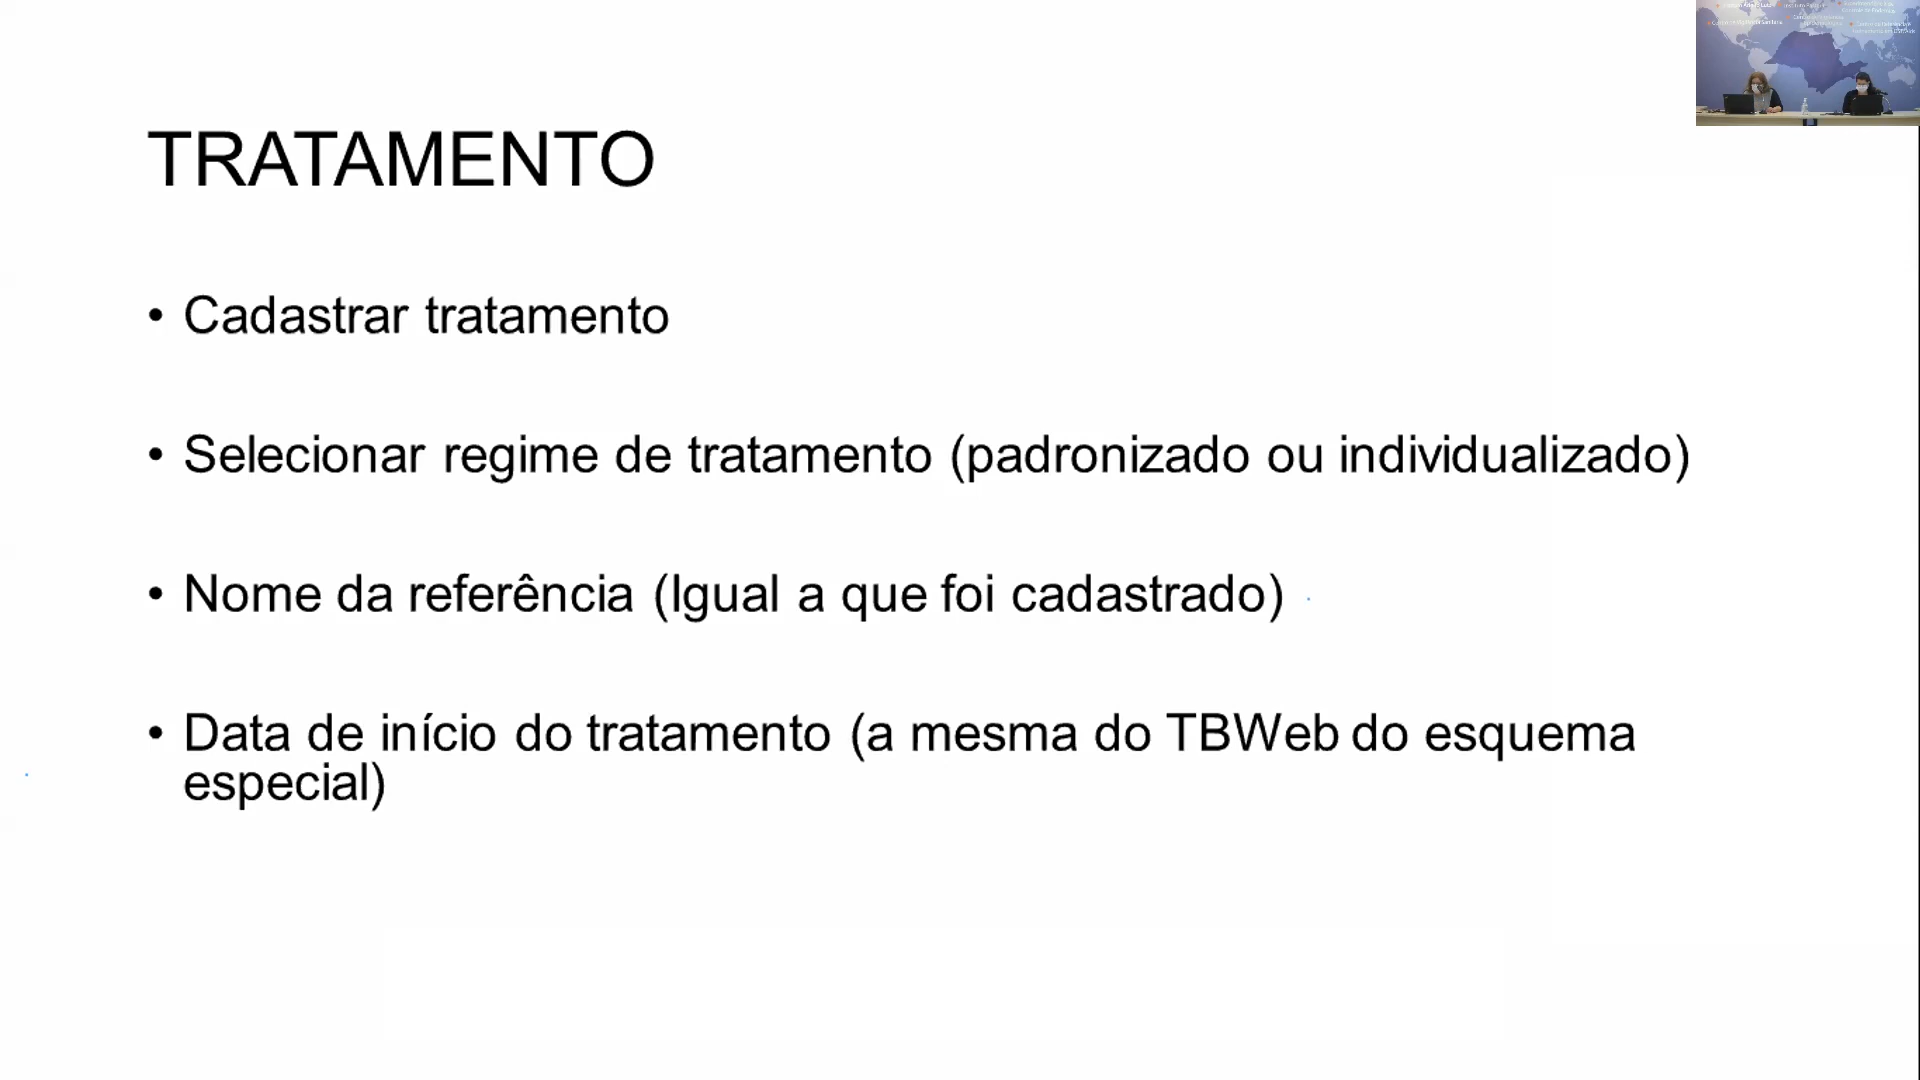 TRATAMENTO
• Cadastrar tratamento
• Selecionar regime de tratamento (padronizado ou individualizado)
• Nome da referência (Igual a que foi cadastrado)
• Data de início do tratamento (a mesma do TBWeb do esquema
especial)